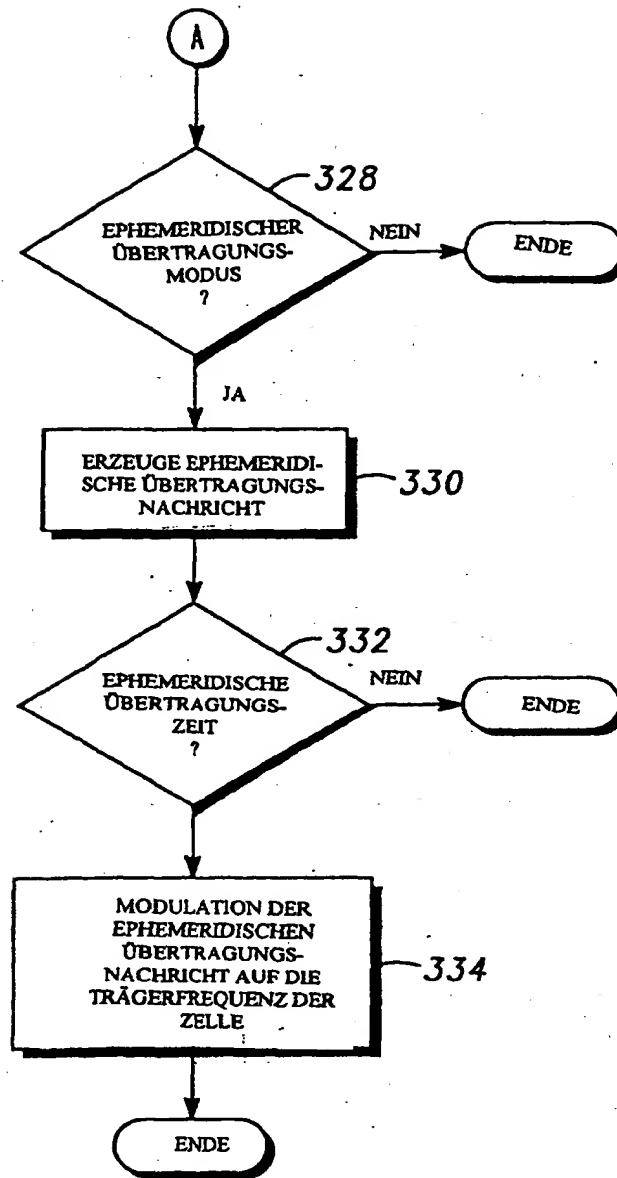 A
328
EPHEMERIDISCHER
ÜBERTRAGUNGS-
MODUS
?
NEIN
ENDE
JA
ERZEUGE EPHEMERIDI-
SCHE ÜBERTRAGUNGS-
NACHRICHT
330
332
EPHEMERIDISCHE
ÜBERTRAGUNGS-
ZEIT
?
NEIN
ENDE
MODULATION DER
EPHEMERIDISCHEN
ÜBERTRAGUNGS-
NACHRICHT AUF DIE
TRÄGERFREQUENZ DER
ZELLE
334
ENDE